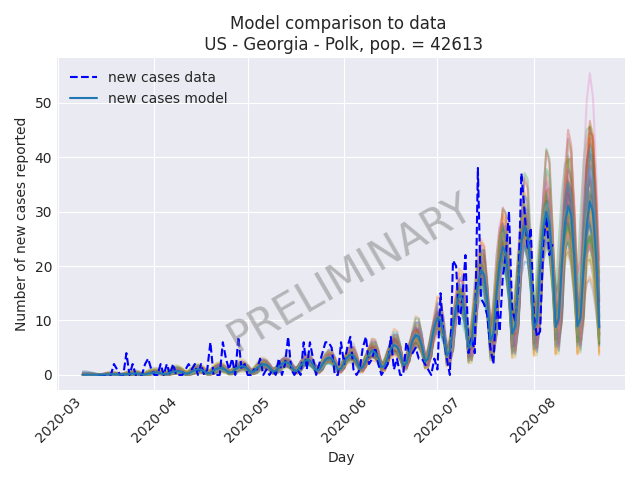 Model comparison to data
US - Georgia - Polk, pop. = 42613
new cases data
new cases model
Number of new cases reported
50
40
30
20
10
0
PRELIMINARY
2020-03
2020-04
2020-05
2020-06
2020-07
2020-08
Day